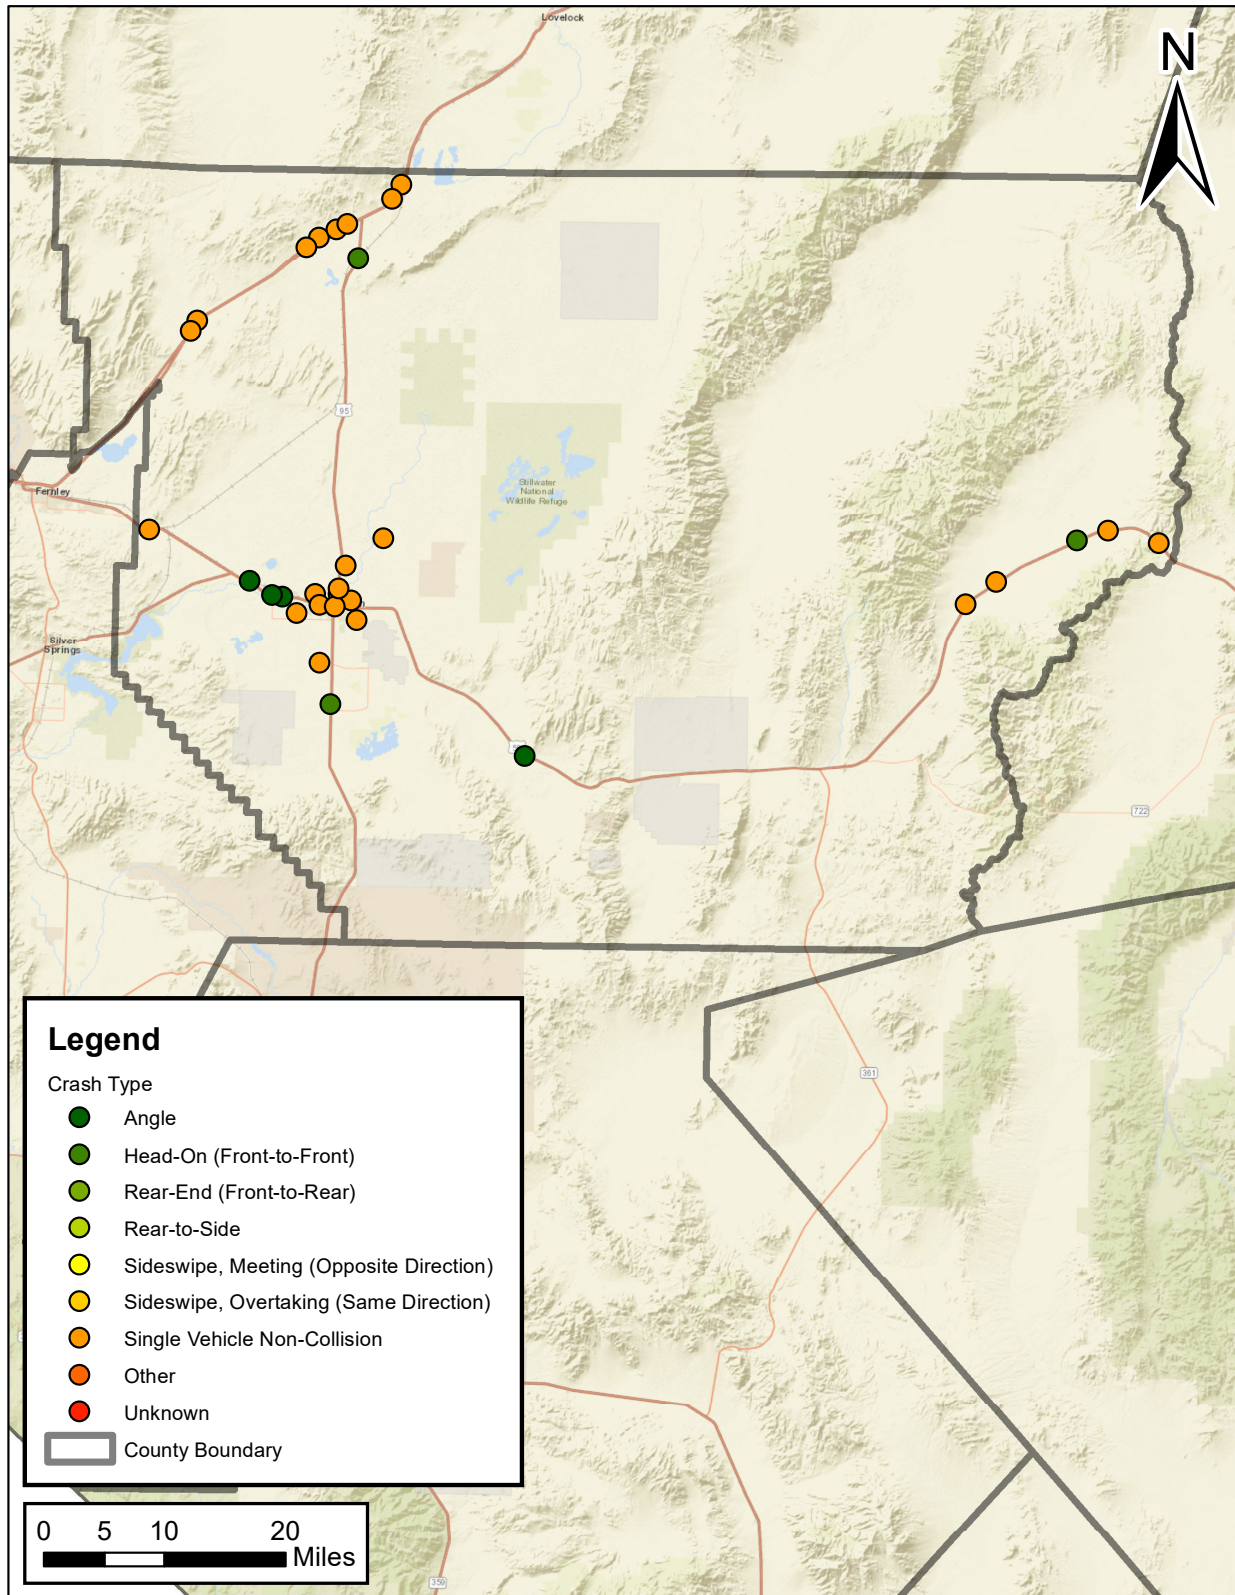 Lovelock
N
95
Fernley
Stillwater
National
Wildlife Refuge
Silver
Springs
722
361
Legend
Crash Type
Angle
Head-On (Front-to-Front)
Rear-End (Front-to-Rear)
Rear-to-Side
Sideswipe, Meeting (Opposite Direction)
Sideswipe, Overtaking (Same Direction)
Single Vehicle Non-Collision
Other
Unknown
County Boundary
0 5 10 20
Miles
359